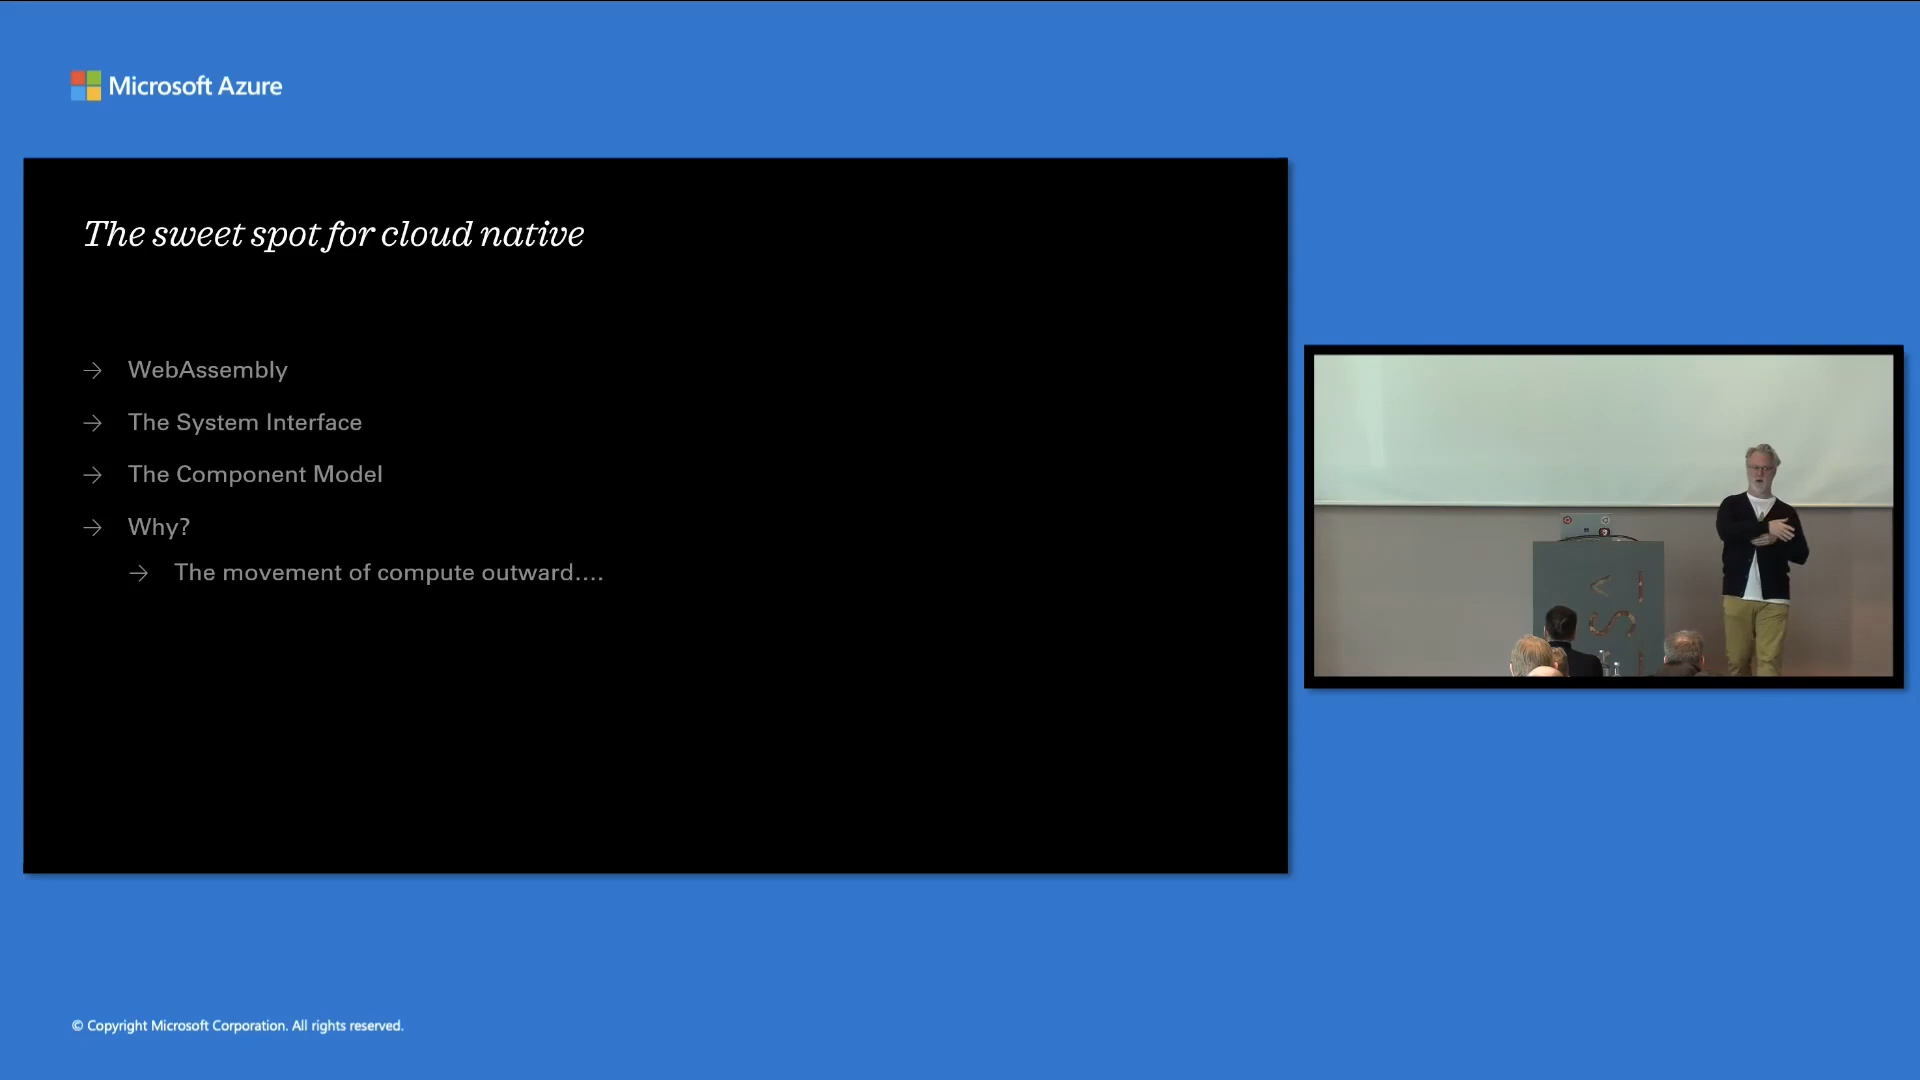 Microsoft Azure
The sweet spot for cloud native
→ WebAssembly
→ The System Interface
→ The Component Model
→ Why?
→ The movement of compute outward....
© Copyright Microsoft Corporation. All rights reserved.